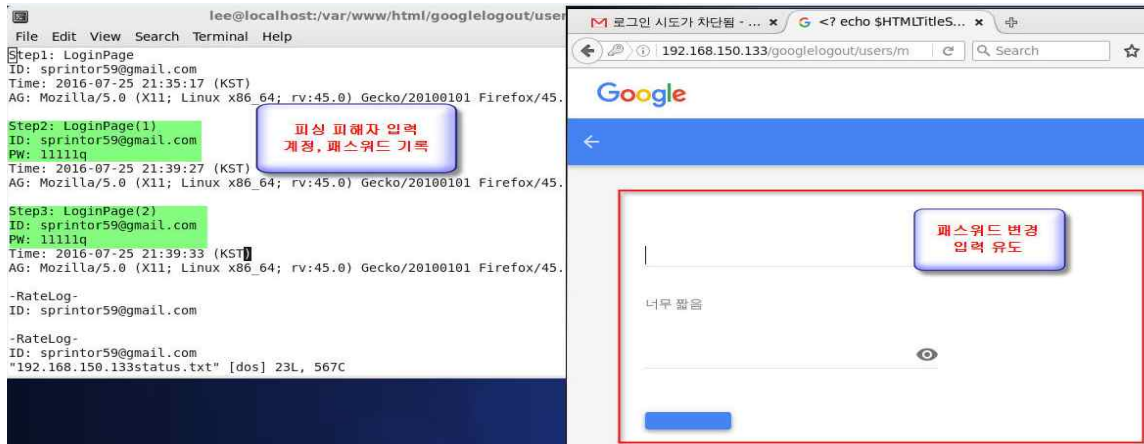 lee@localhost:/var/www/html/googlelogout/user
File Edit View Search Terminal Help
Step1: LoginPage
ID: sprintor59@gmail.com
Time: 2016-07-25 21:35:17 (KST)
AG: Mozilla/5.0 (X11; Linux x86_64; rv:45.0) Gecko/20100101 Firefox/45.
Step2: LoginPage(1)
ID: sprintor59@gmail.com
PW: 11111q
Time: 2016-07-25 21:39:27 (KST)
AG: Mozilla/5.0 (X11; Linux x86_64; rv:45.0) Gecko/20100101 Firefox/45.
피싱 피해자 입력
계정, 패스워드 기록
Step3: LoginPage(2)
ID: sprintor59@gmail.com
PW: 11111q
Time: 2016-07-25 21:39:33 (KST)
AG: Mozilla/5.0 (X11; Linux x86_64; rv:45.0) Gecko/20100101 Firefox/45.
-RateLog-
ID: sprintor59@gmail.com
-RateLog-
ID: sprintor59@gmail.com
"192.168.150.133status.txt" [dos] 23L, 567C
로그인 시도가 차단됨 - ...
<? echo $HTMLTitleS...
192.168.150.133/googlelogout/users/m
Search
Google
패스워드 변경
입력 유도
너무 짧음